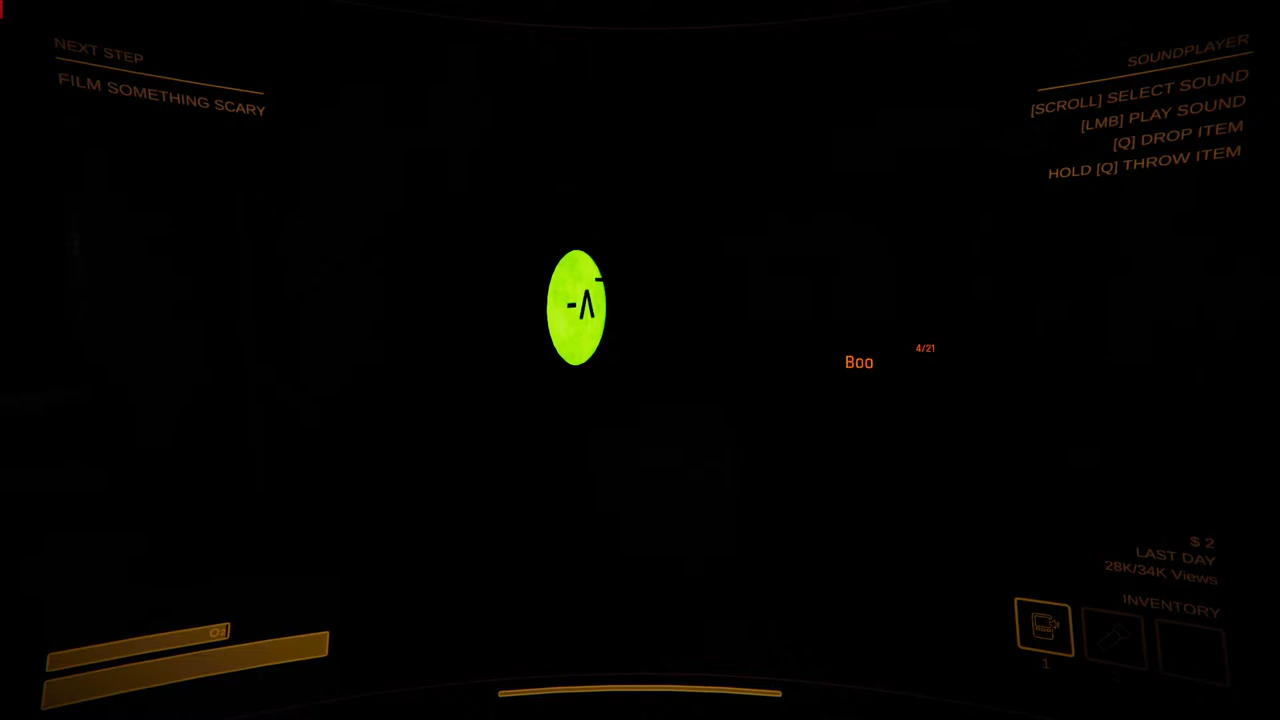 NEXT STEP
FILM SOMETHING SCARY
SOUNDPLAYER
[SCROLL] SELECT SOUND
[LMB] PLAY SOUND
[Q] DROP ITEM
HOLD [Q] THROW ITEM
-^-
4/21
Boo
$ 2
LAST DAY
28K/34K Views
INVENTORY
1
O₂